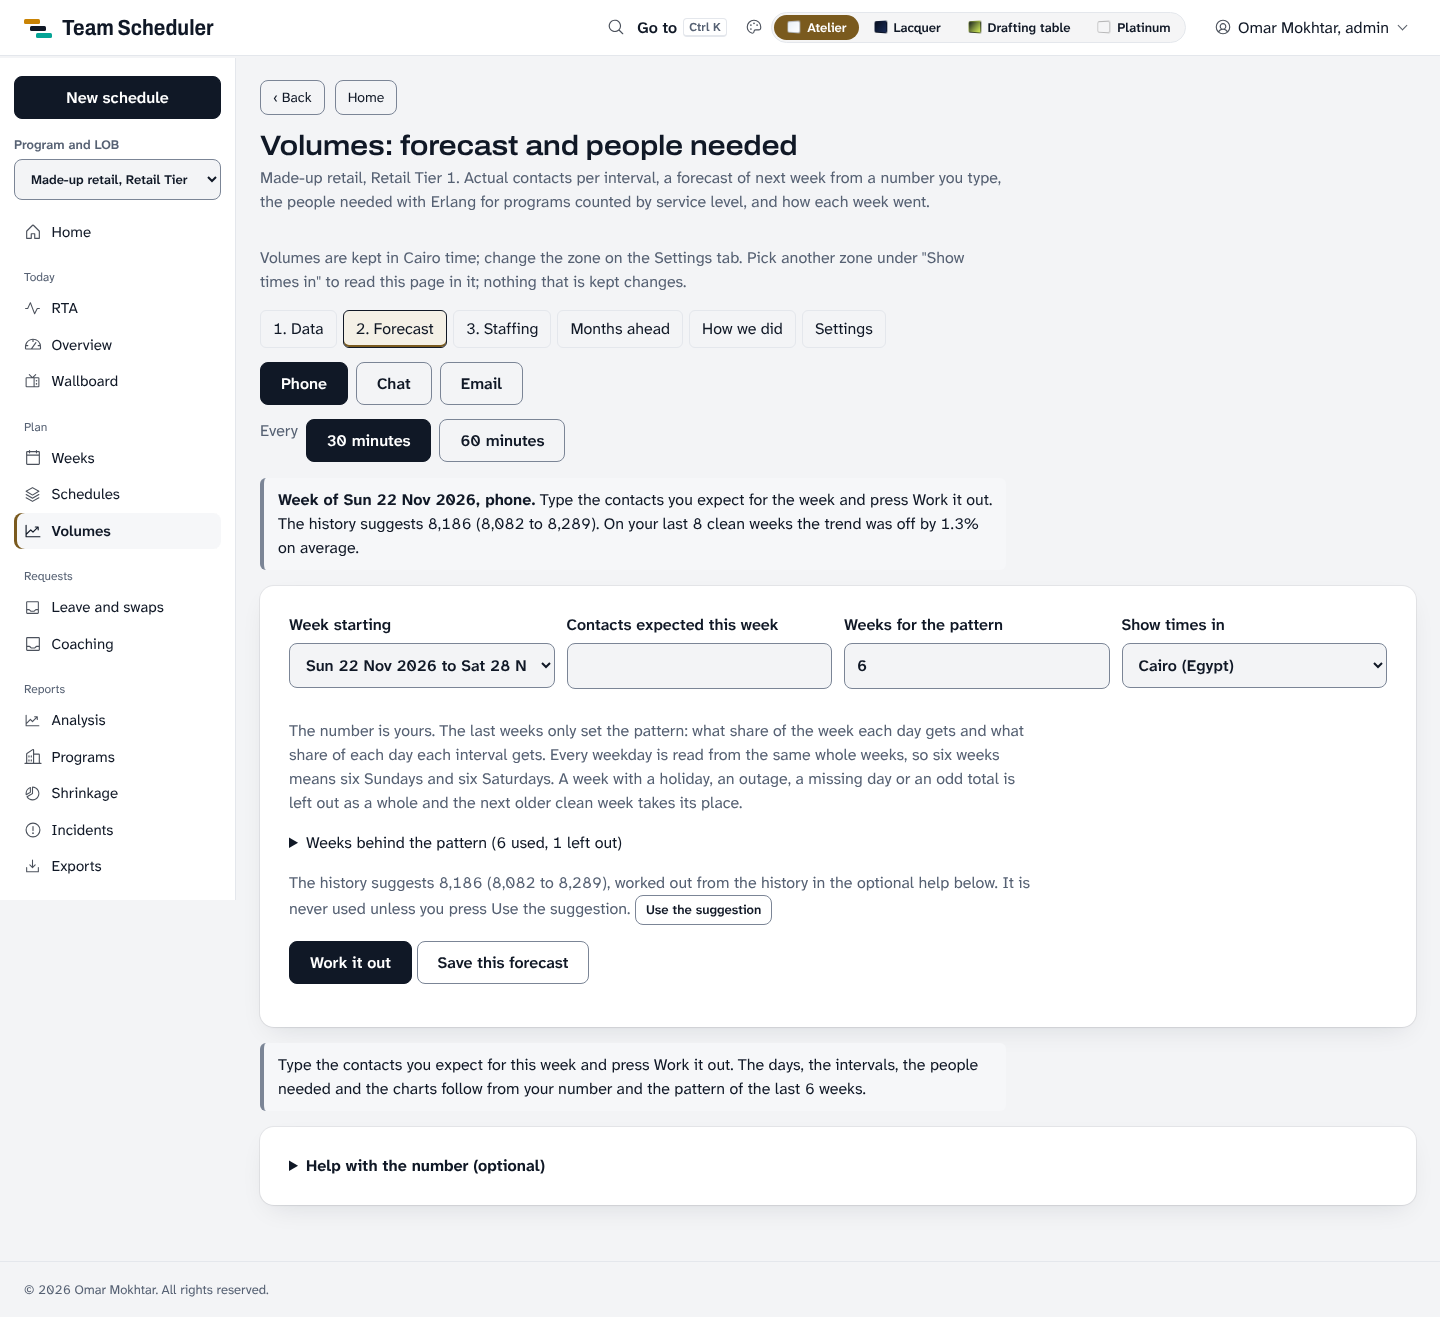 Team Scheduler
Go to
Ctrl K
Atelier
Lacquer
Drafting table
Platinum
Omar Mokhtar, admin
New schedule
Program and LOB
Made-up retail, Retail Tier
Home
Today
RTA
Overview
Wallboard
Plan
Weeks
Schedules
Volumes
Requests
Leave and swaps
Coaching
Reports
Analysis
Programs
Shrinkage
Incidents
Exports
‹ Back
Home
Volumes: forecast and people needed
Made-up retail, Retail Tier 1. Actual contacts per interval, a forecast of next week from a number you type,
the people needed with Erlang for programs counted by service level, and how each week went.
Volumes are kept in Cairo time; change the zone on the Settings tab. Pick another zone under "Show
times in" to read this page in it; nothing that is kept changes.
1. Data
2. Forecast
3. Staffing
Months ahead
How we did
Settings
Phone
Chat
Email
Every
30 minutes
60 minutes
Week of Sun 22 Nov 2026, phone. Type the contacts you expect for the week and press Work it out.
The history suggests 8,186 (8,082 to 8,289). On your last 8 clean weeks the trend was off by 1.3%
on average.
Week starting
Contacts expected this week
Weeks for the pattern
Show times in
Sun 22 Nov 2026 to Sat 28 N
6
Cairo (Egypt)
The number is yours. The last weeks only set the pattern: what share of the week each day gets and what
share of each day each interval gets. Every weekday is read from the same whole weeks, so six weeks
means six Sundays and six Saturdays. A week with a holiday, an outage, a missing day or an odd total is
left out as a whole and the next older clean week takes its place.
Weeks behind the pattern (6 used, 1 left out)
The history suggests 8,186 (8,082 to 8,289), worked out from the history in the optional help below. It is
never used unless you press Use the suggestion.
Use the suggestion
Work it out
Save this forecast
Type the contacts you expect for this week and press Work it out. The days, the intervals, the people
needed and the charts follow from your number and the pattern of the last 6 weeks.
Help with the number (optional)
© 2026 Omar Mokhtar. All rights reserved.